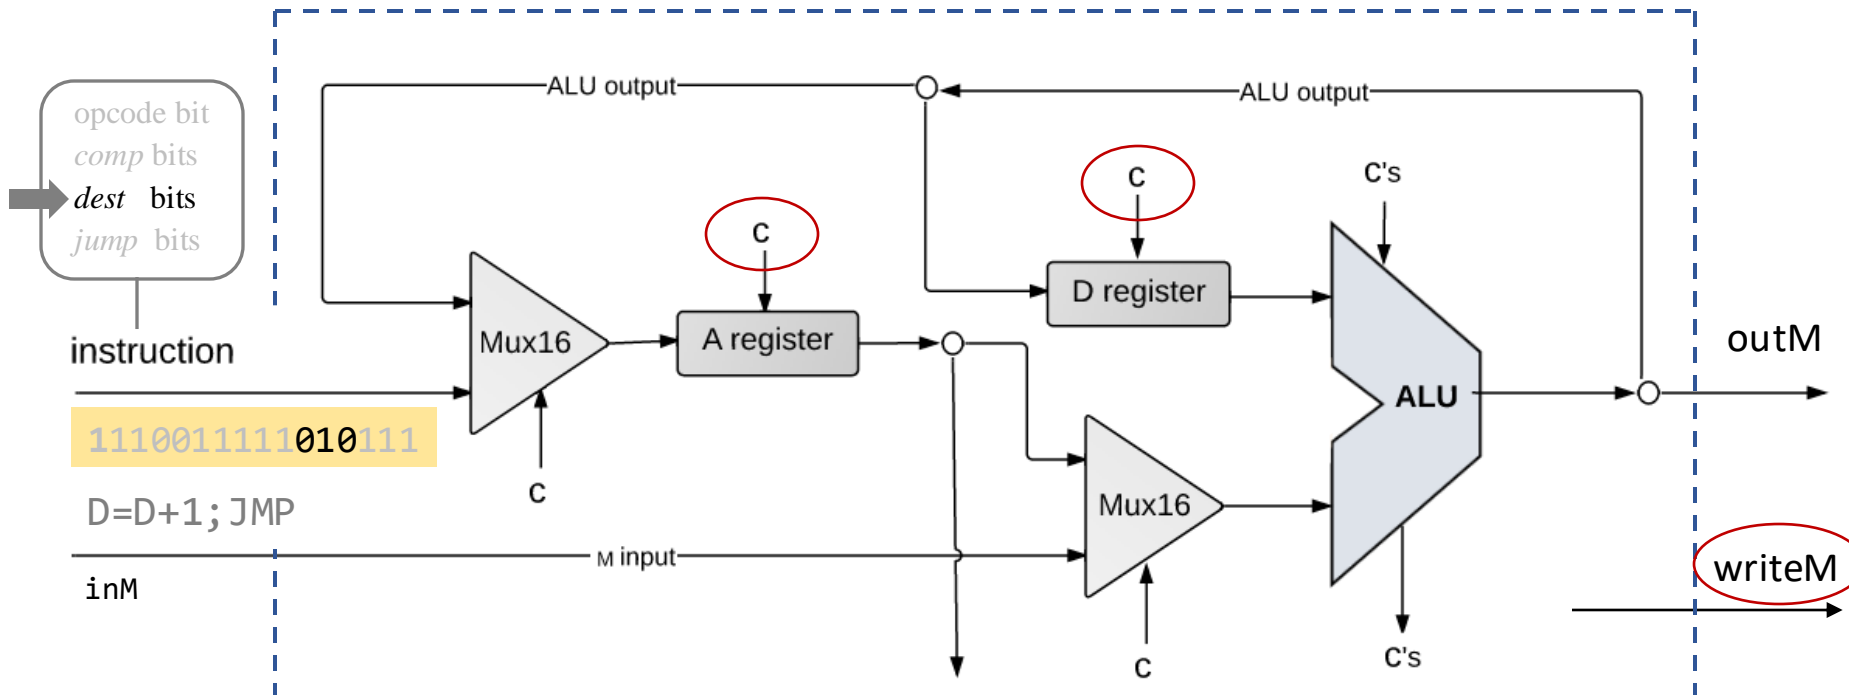 opcode bit
comp bits
dest bits
jump bits
instruction
1110011111010111
D=D+1;JMP
inM
ALU output
ALU output
c
c
c's
Mux16
A register
D register
c
ALU
Mux16
M input
c
c's
outM
writeM